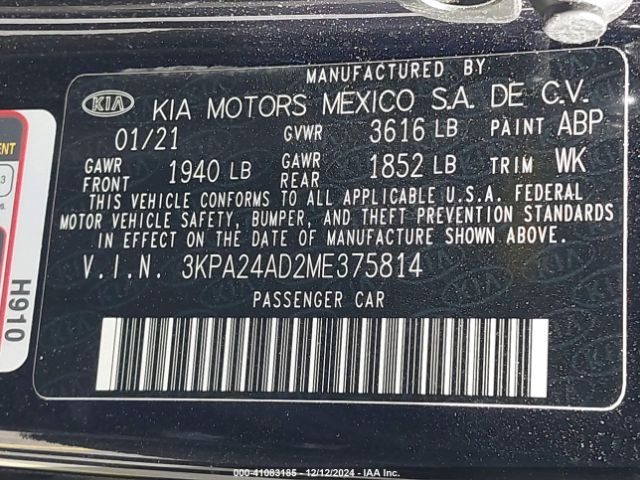 MANUFACTURED BY
KIA KIA MOTORS MEXICO S.A. DE C.V.
01/21 GVWR 3616 LB PAINT ABP
GAWR FRONT 1940 LB GAWR REAR 1852 LB TRIM WK
THIS VEHICLE CONFORMS TO ALL APPLICABLE U.S.A. FEDERAL
MOTOR VEHICLE SAFETY, BUMPER, AND THEFT PREVENTION STANDARDS
IN EFFECT ON THE DATE OF MANUFACTURE SHOWN ABOVE.
V.I.N. 3KPA24AD2ME375814
PASSENGER CAR
H910
000-41083185 - 12/12/2024 - IAA Inc.